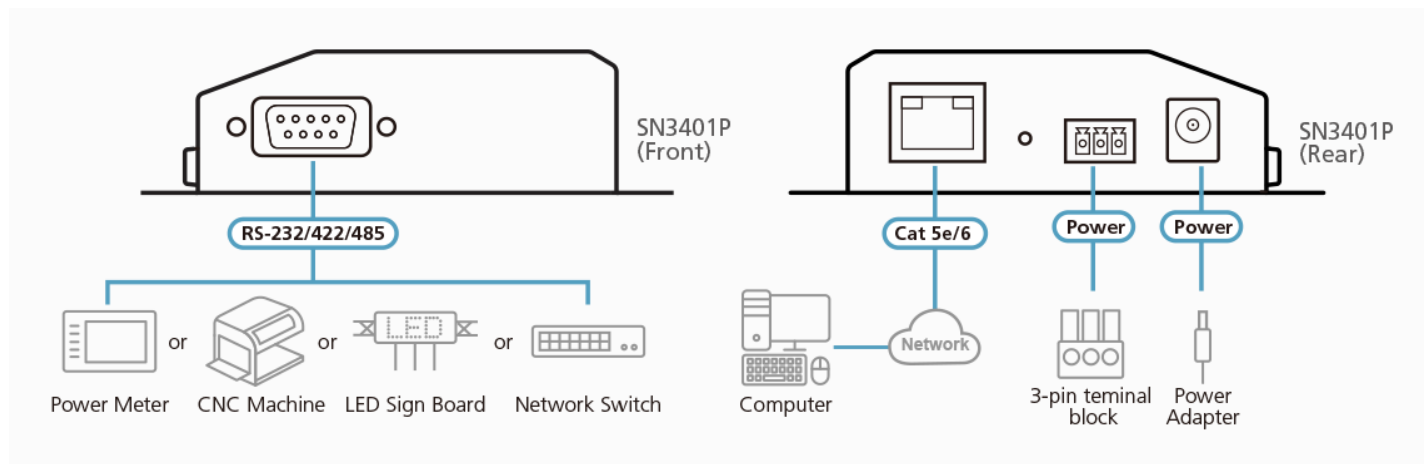 SN3401P
(Front)
RS-232/422/485
Power Meter
or
CNC Machine
or
LED
LED Sign Board
or
Network Switch
SN3401P
(Rear)
Cat 5e/6
Power
Power
Computer
Network
3-pin teminal
block
Power
Adapter